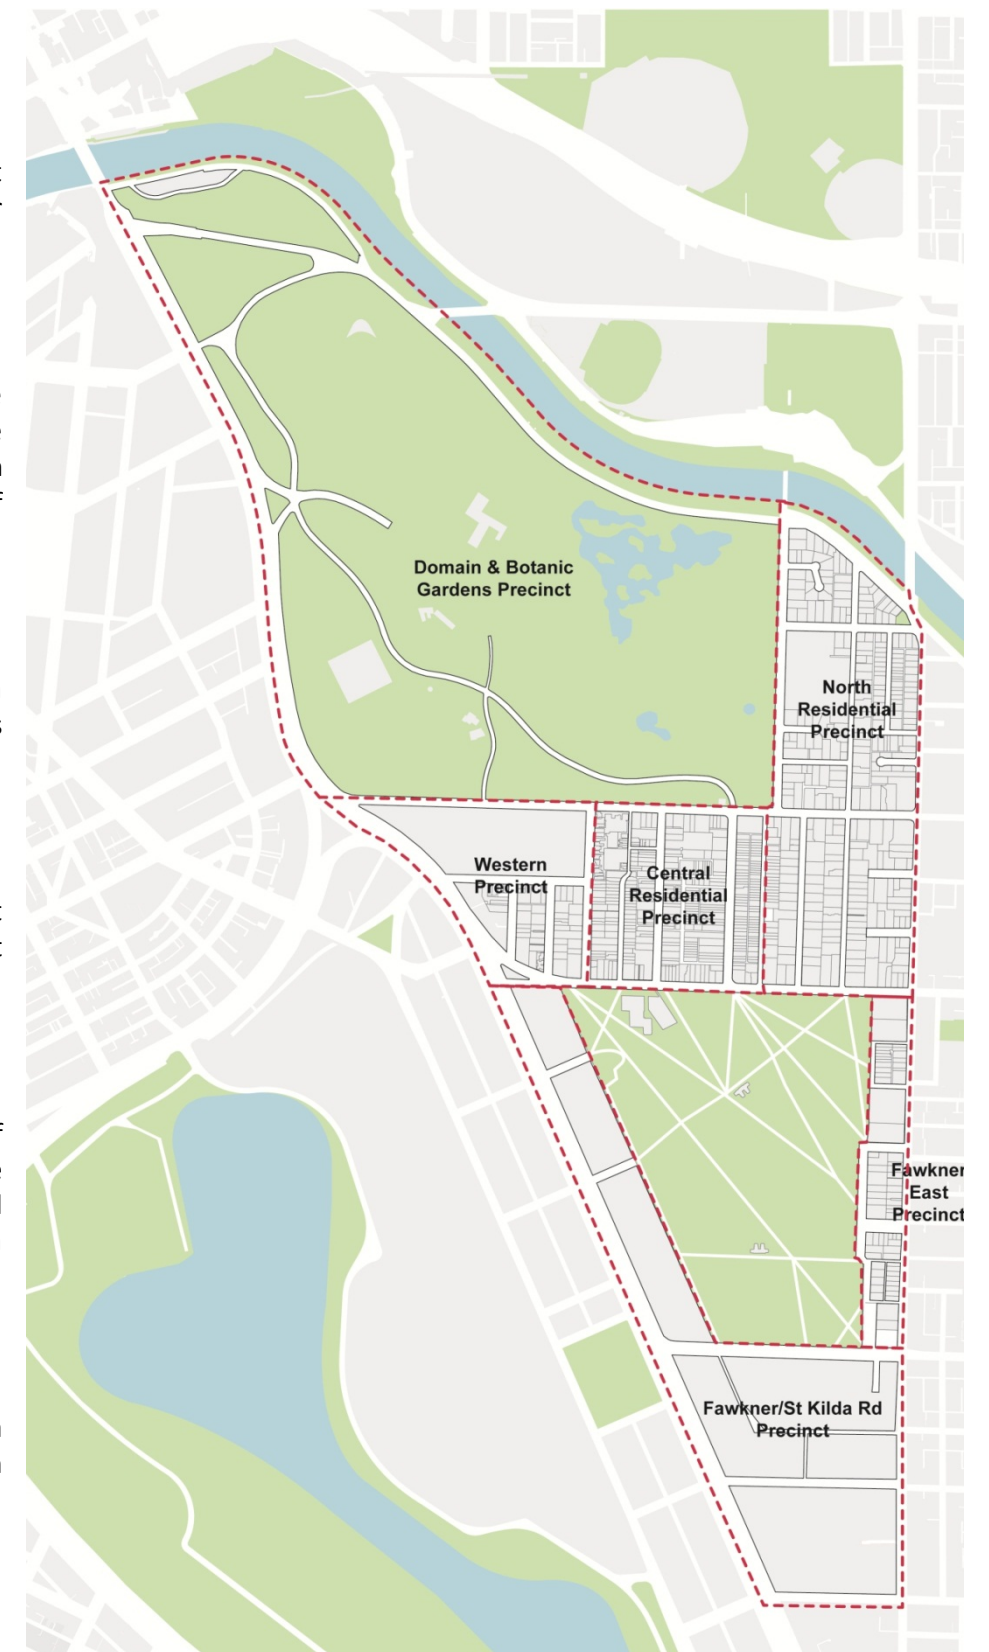 Domain & Botanic
Gardens Precinct
North
Residential
Precinct
Western
Precinct
Central
Residential
Precinct
Fawkner
East
Precinct
Fawkner/St Kilda Rd
Precinct